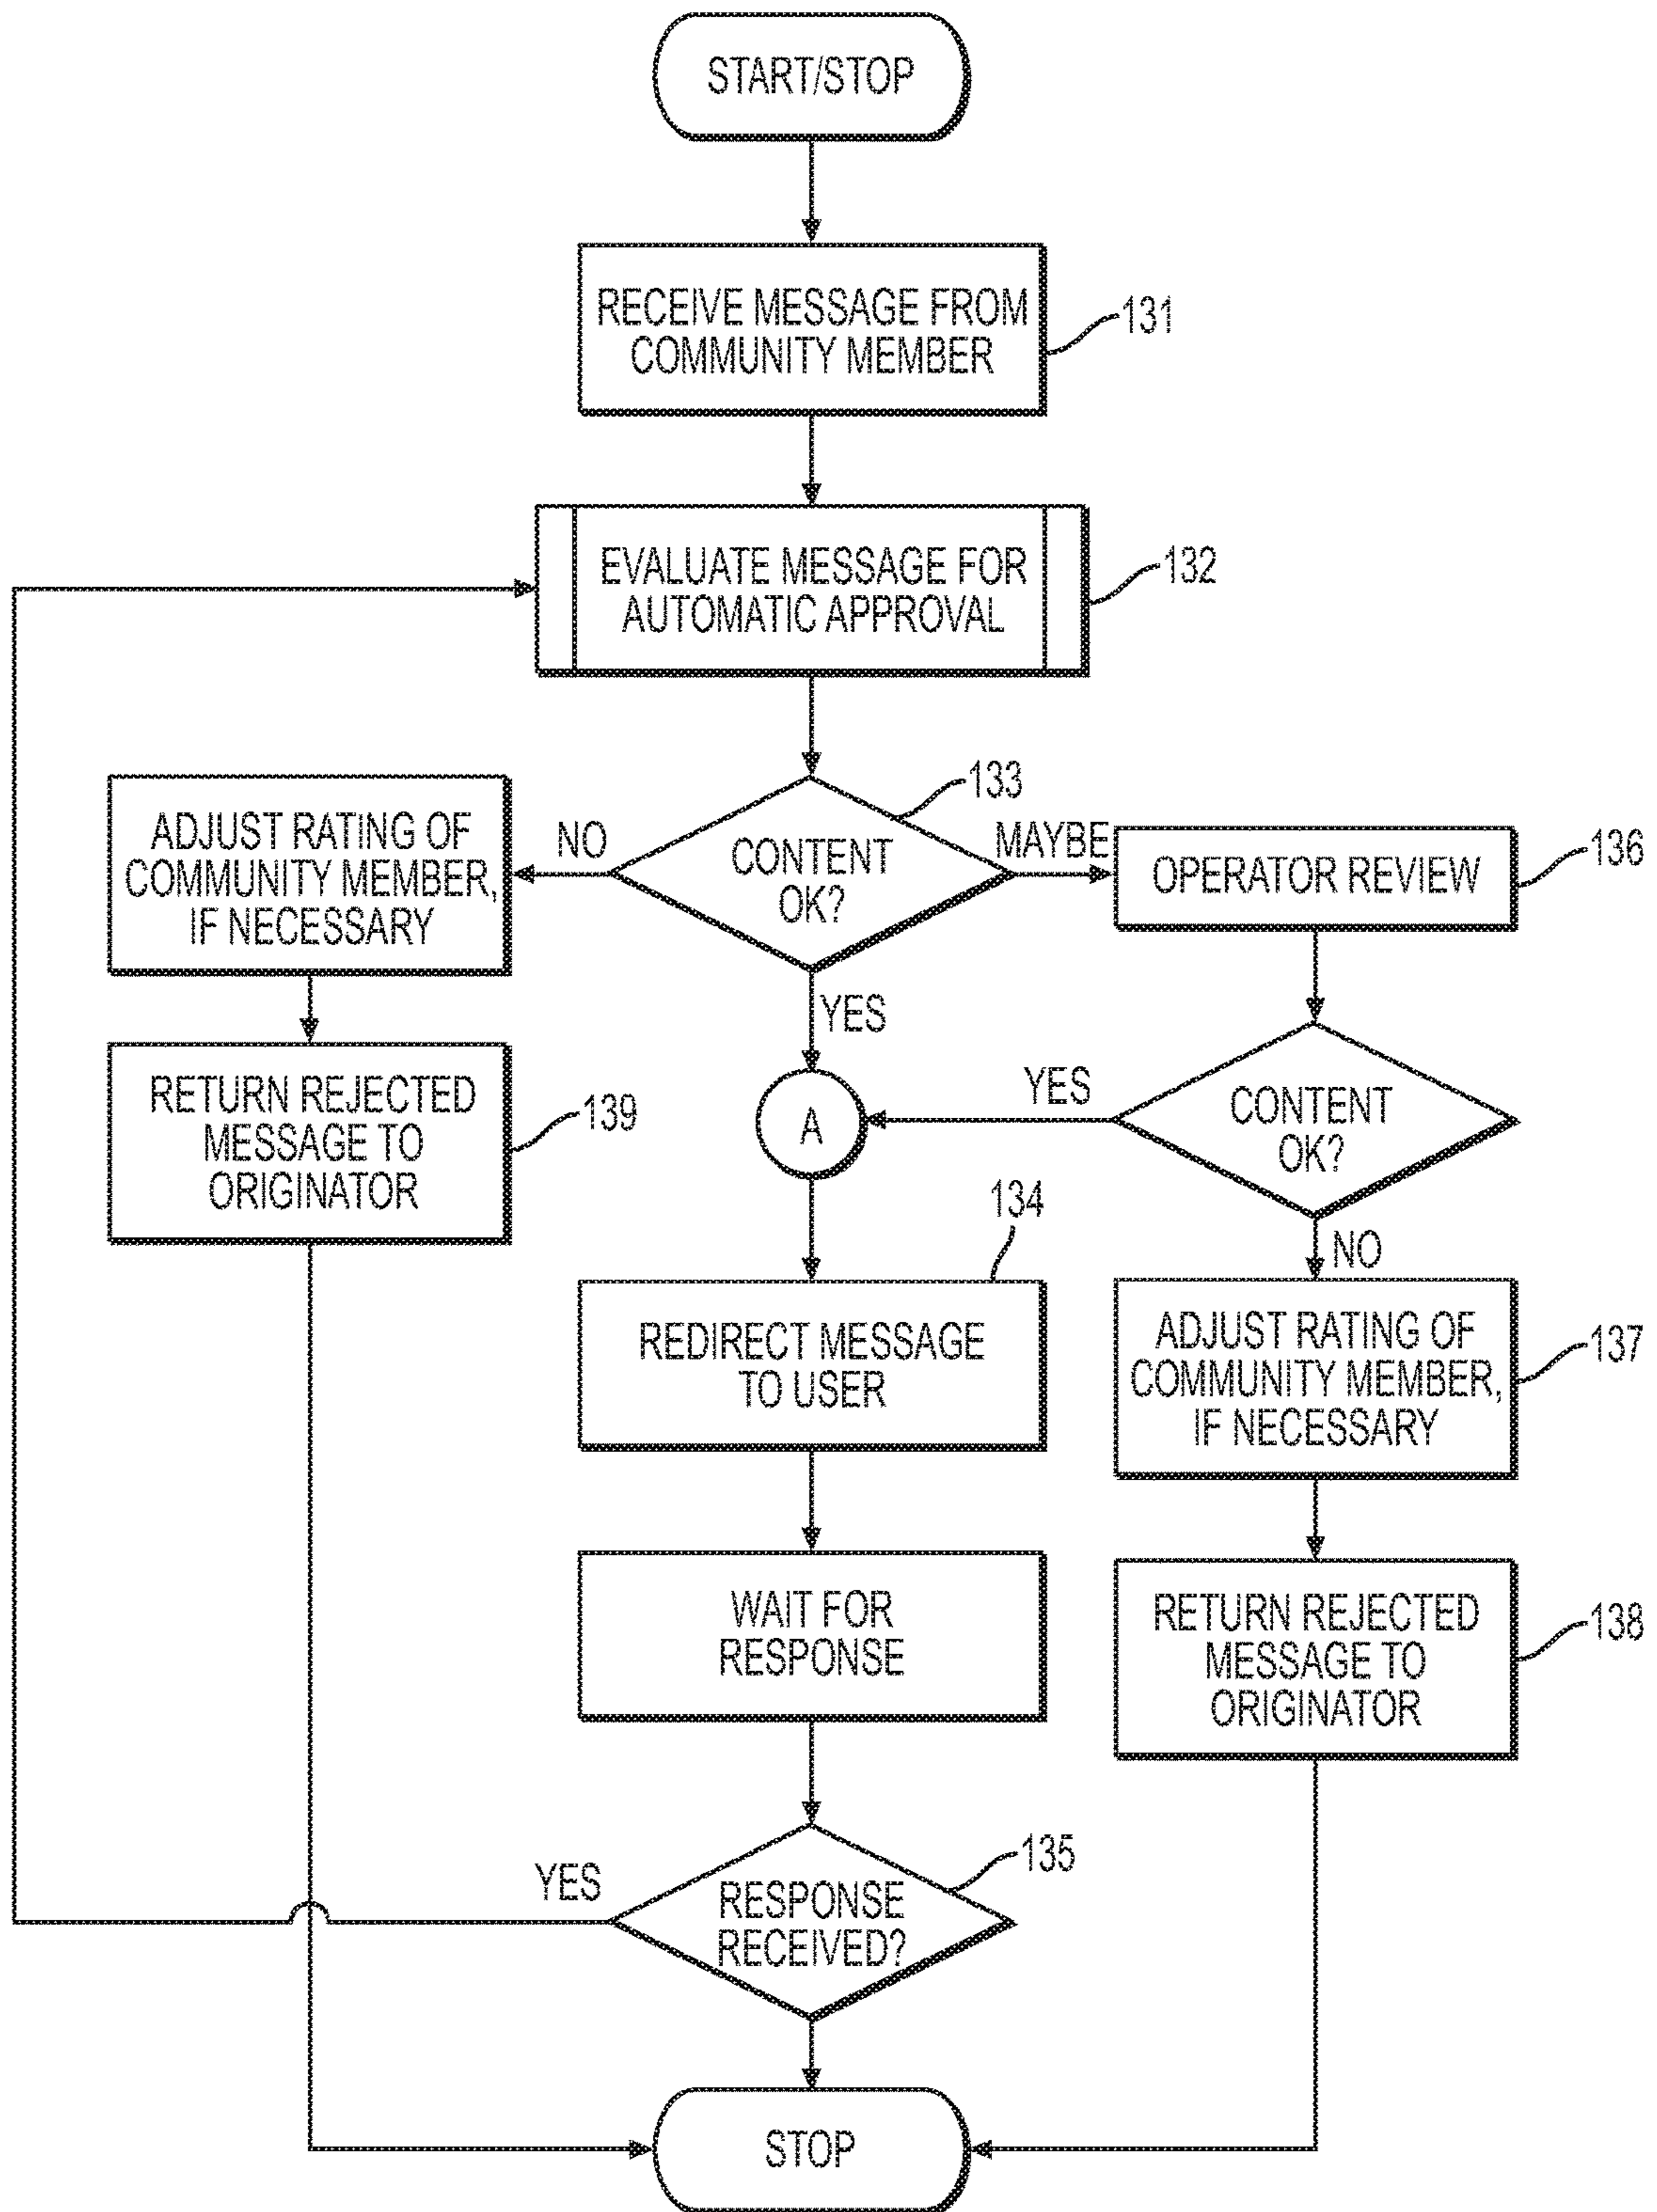 START/STOP
RECEIVE MESSAGE FROM
COMMUNITY MEMBER
131
EVALUATE MESSAGE FOR
AUTOMATIC APPROVAL
132
133
CONTENT
OK?
NO
MAYBE
YES
ADJUST RATING OF
COMMUNITY MEMBER,
IF NECESSARY
OPERATOR REVIEW
136
RETURN REJECTED
MESSAGE TO
ORIGINATOR
139
A
YES
CONTENT
OK?
NO
134
REDIRECT MESSAGE
TO USER
ADJUST RATING OF
COMMUNITY MEMBER,
IF NECESSARY
137
WAIT FOR
RESPONSE
RETURN REJECTED
MESSAGE TO
ORIGINATOR
138
135
YES
RESPONSE
RECEIVED?
STOP